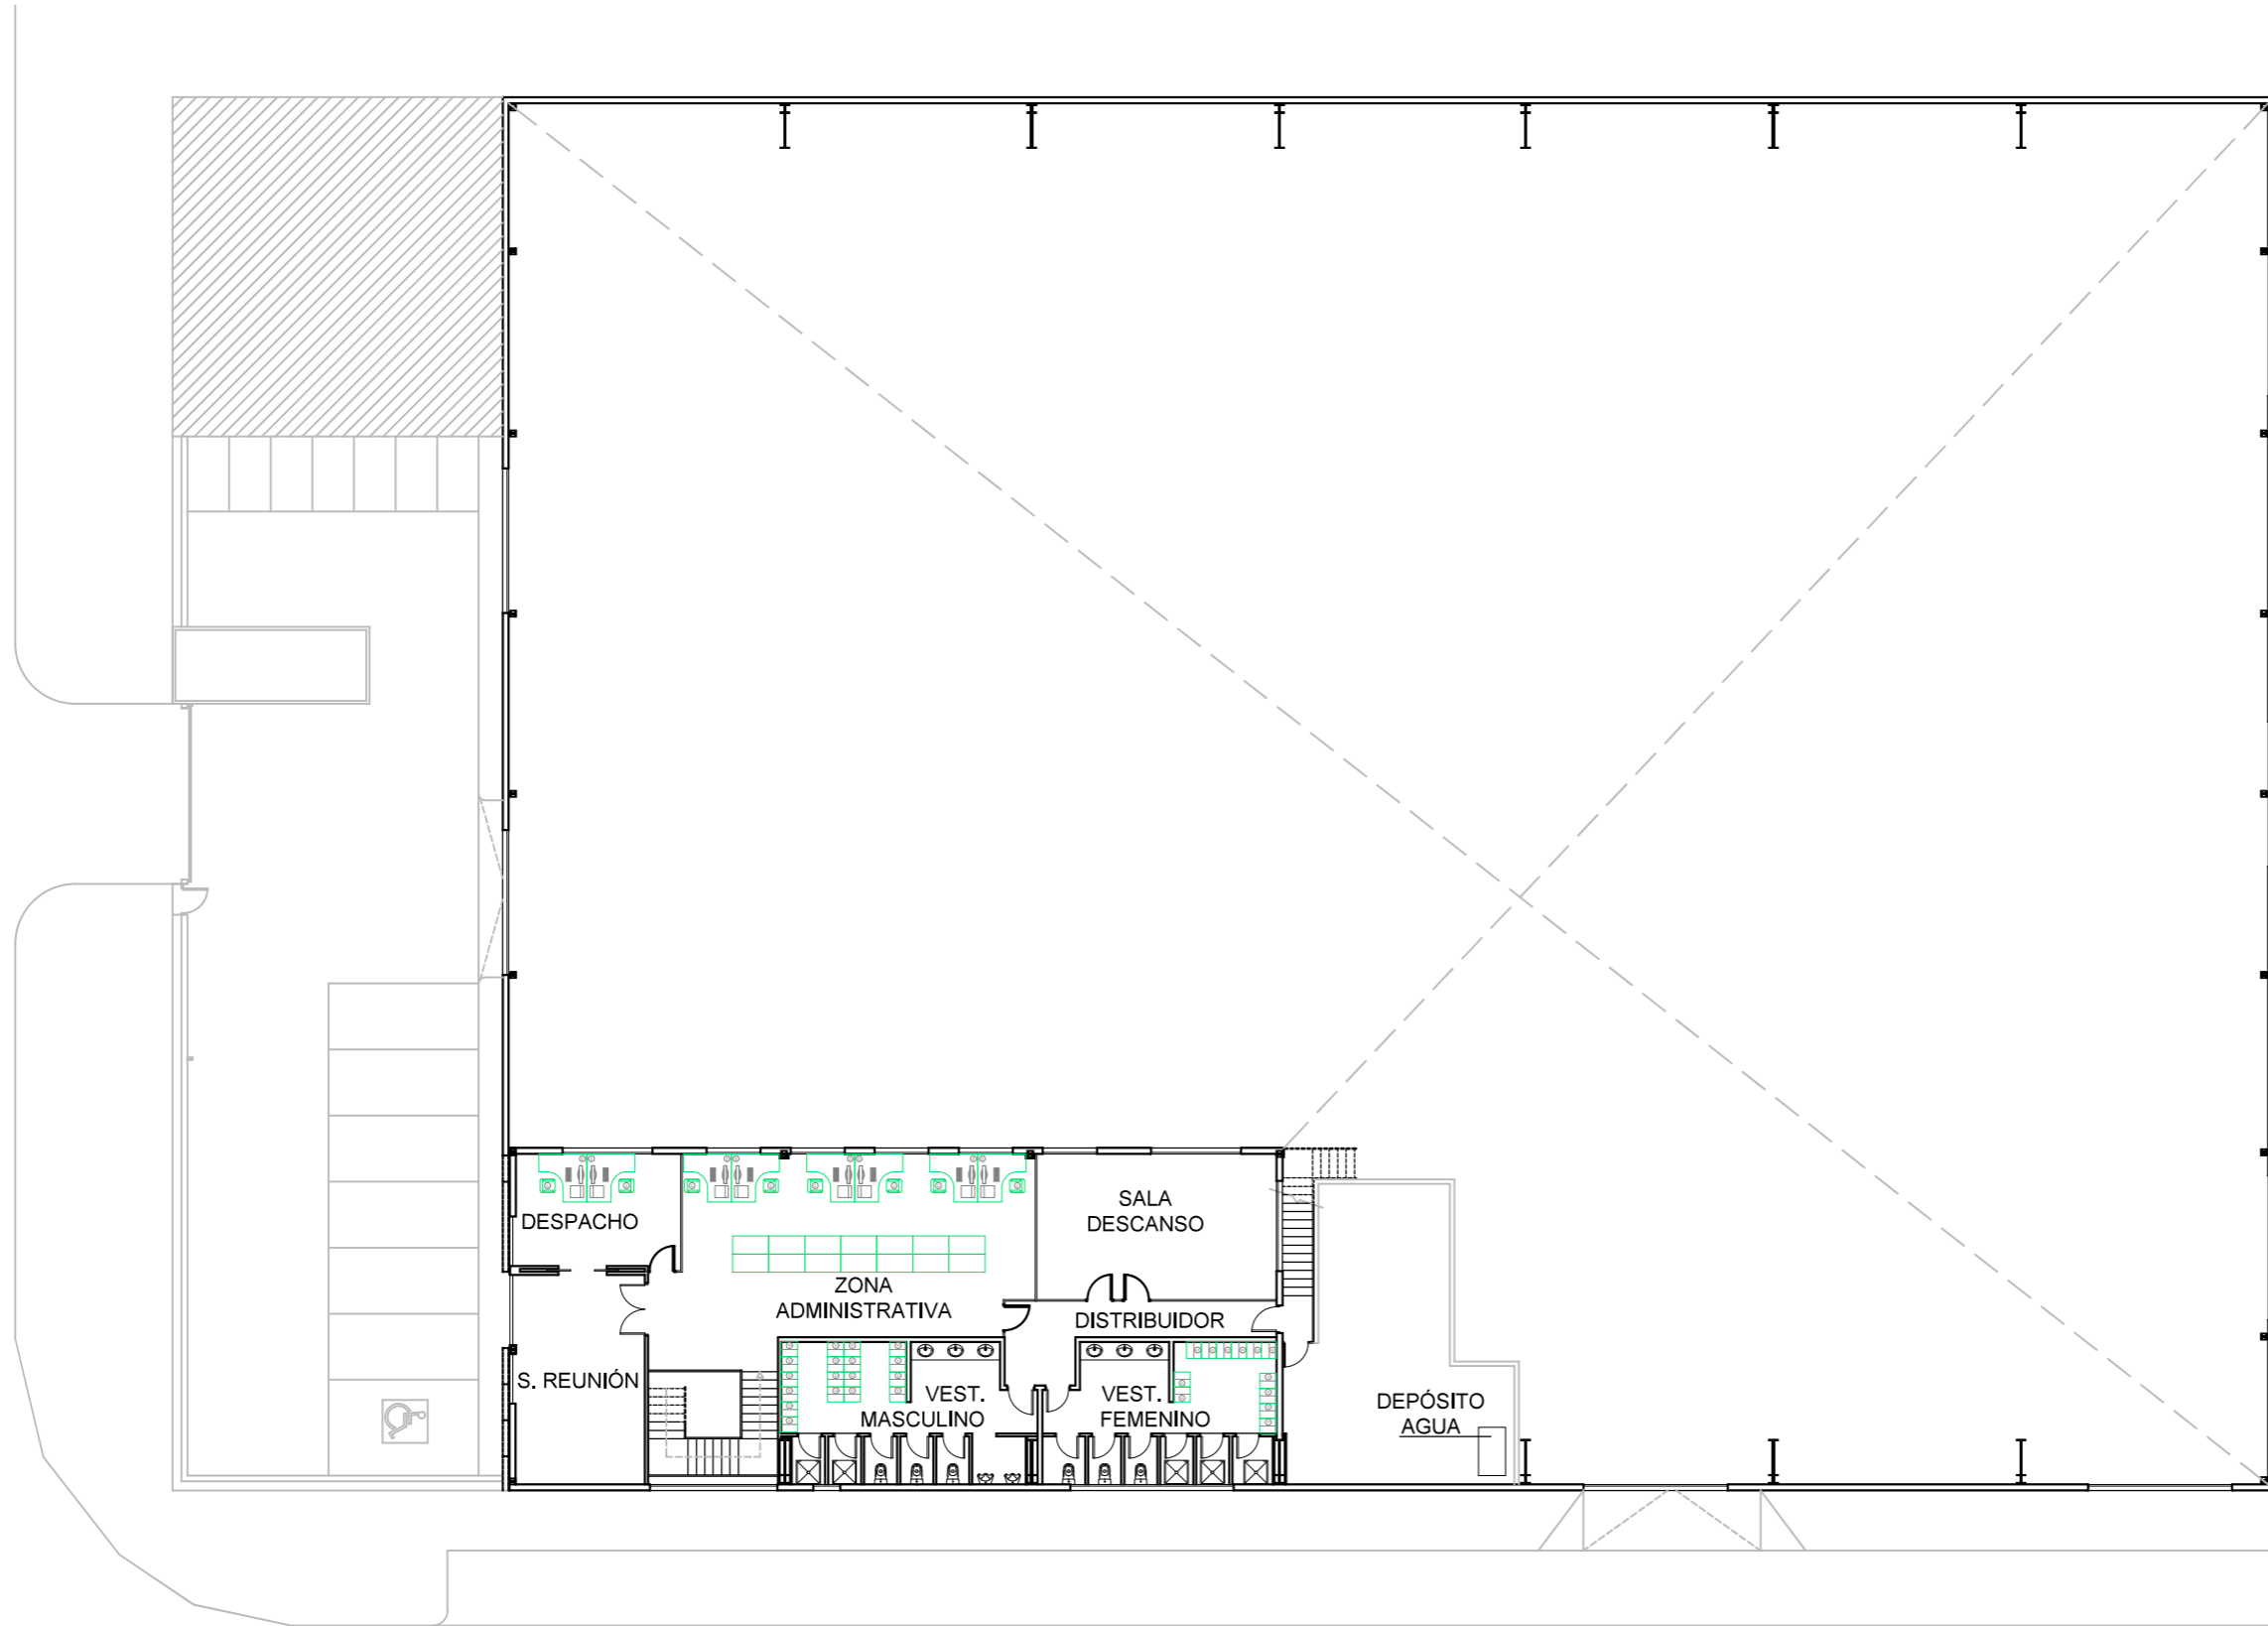 SALA
DESCANSO
DESPACHO
ZONA
ADMINISTRATIVA
DISTRIBUIDOR
S. REUNIÓN
VEST.
MASCULINO
VEST.
FEMENINO
DEPÓSITO
AGUA